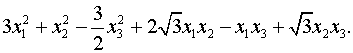 3x₁² + x₂² − 3/2 x₃² + 2√3x₁x₂ − x₁x₃ + √3x₂x₃.